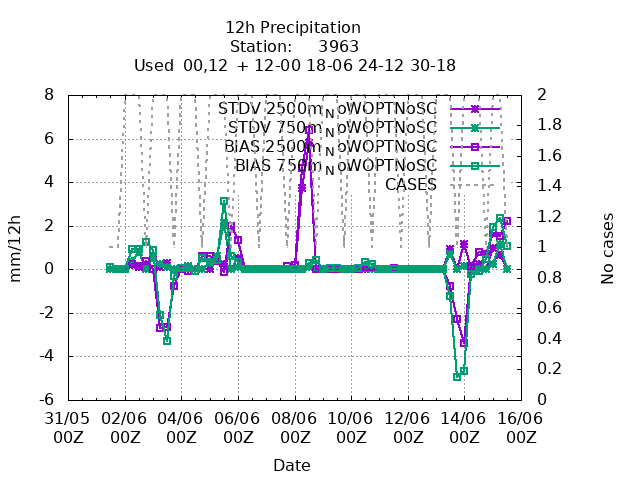 12h Precipitation
Station: 3963
Used 00,12 + 12-00 18-06 24-12 30-18
8
6
4
2
0
-2
-4
-6
2
1.8
1.6
1.4
1.2
1
0.8
0.6
0.4
0.2
0
STDV 2500mNoWOPTNoSC
STDV 750mNoWOPTNoSC
BIAS 2500mNoWOPTNoSC
BIAS 750mNoWOPTNoSC
CASES
mm/12h
No cases
31/05 02/06 04/06 06/06 08/06 10/06 12/06 14/06 16/06
00Z 00Z 00Z 00Z 00Z 00Z 00Z 00Z 00Z
Date